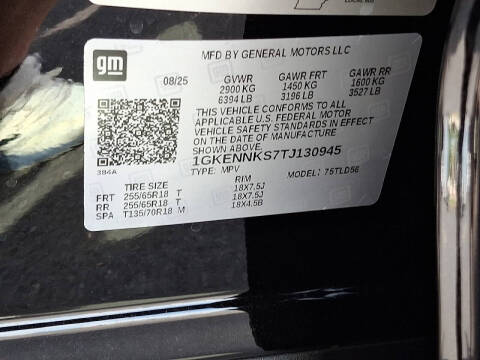 gm
MFD BY GENERAL MOTORS LLC
08/25 GVWR GAWR FRT GAWR RR
2900 KG 1450 KG 1600 KG
6394 LB 3196 LB 3527 LB
THIS VEHICLE CONFORMS TO ALL
APPLICABLE U.S. FEDERAL MOTOR
VEHICLE SAFETY AND THEFT PREVENTION
STANDARDS IN EFFECT ON THE
DATE OF MANUFACTURE
SHOWN ABOVE.
1GKENNKS7TJ130945
384A TYPE: MPV MODEL: 75TLD56
TIRE SIZE RIM
FRT 255/65R18 T 18X7.5J
RR 255/65R18 T 18X7.5J
SPA T135/70R18 M 18X4.5B